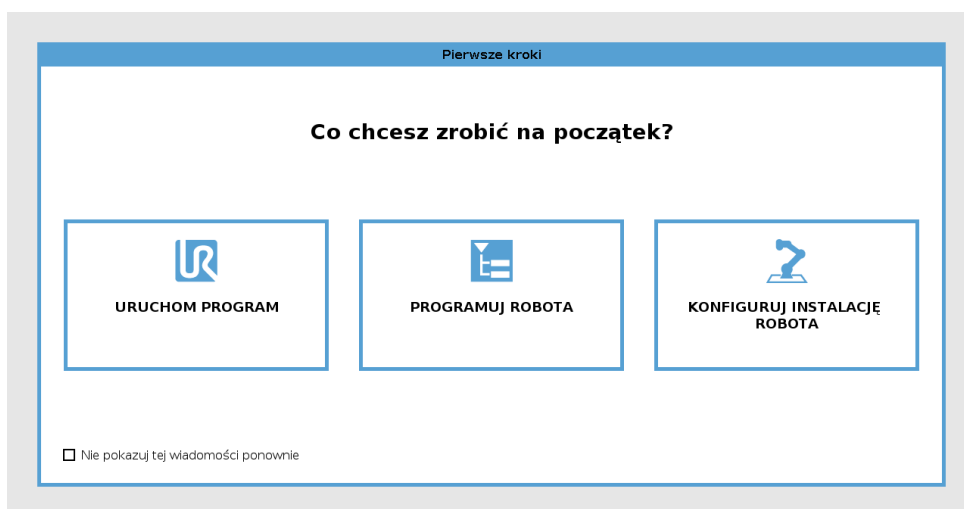 Pierwsze kroki
Co chcesz zrobić na początek?
URUCHOM PROGRAM
PROGRAMUJ ROBOTA
KONFIGURUJ INSTALACJĘ
ROBOTA
Nie pokazuj tej wiadomości ponownie